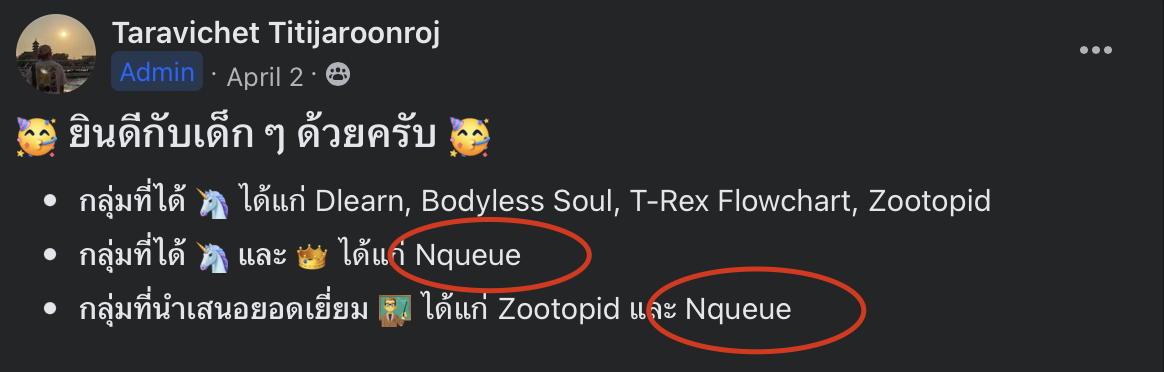 Taravichet Titijaroonroj
Admin · April 2 ·
🥳 ยินดีกับเด็ก ๆ ด้วยครับ 🥳
• กลุ่มที่ได้ 🦄 ได้แก่ Dlearn, Bodyless Soul, T-Rex Flowchart, Zootopid
• กลุ่มที่ได้ 🦄 และ 👑 ได้แก่ Nqueue
• กลุ่มที่นำเสนอยอดเยี่ยม 👨‍🏫 ได้แก่ Zootopid และ Nqueue